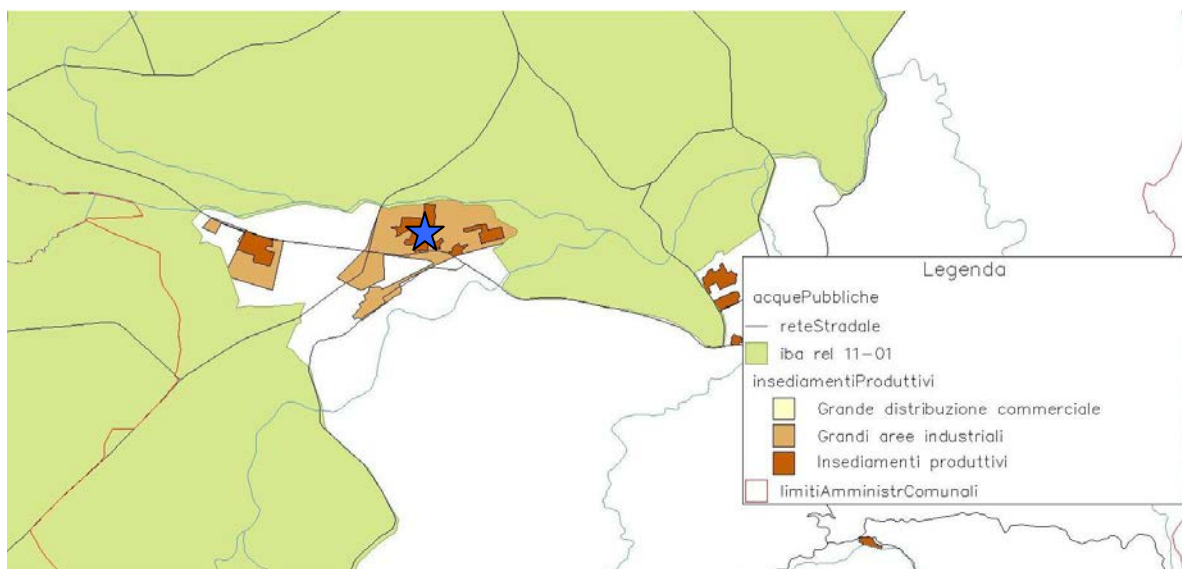 Legenda
acquePubbliche
reteStradale
iba rel 11-01
insediamentiProduttivi
Grande distribuzione commerciale
Grandi aree industriali
Insediamenti produttivi
limitiAmministrComunali